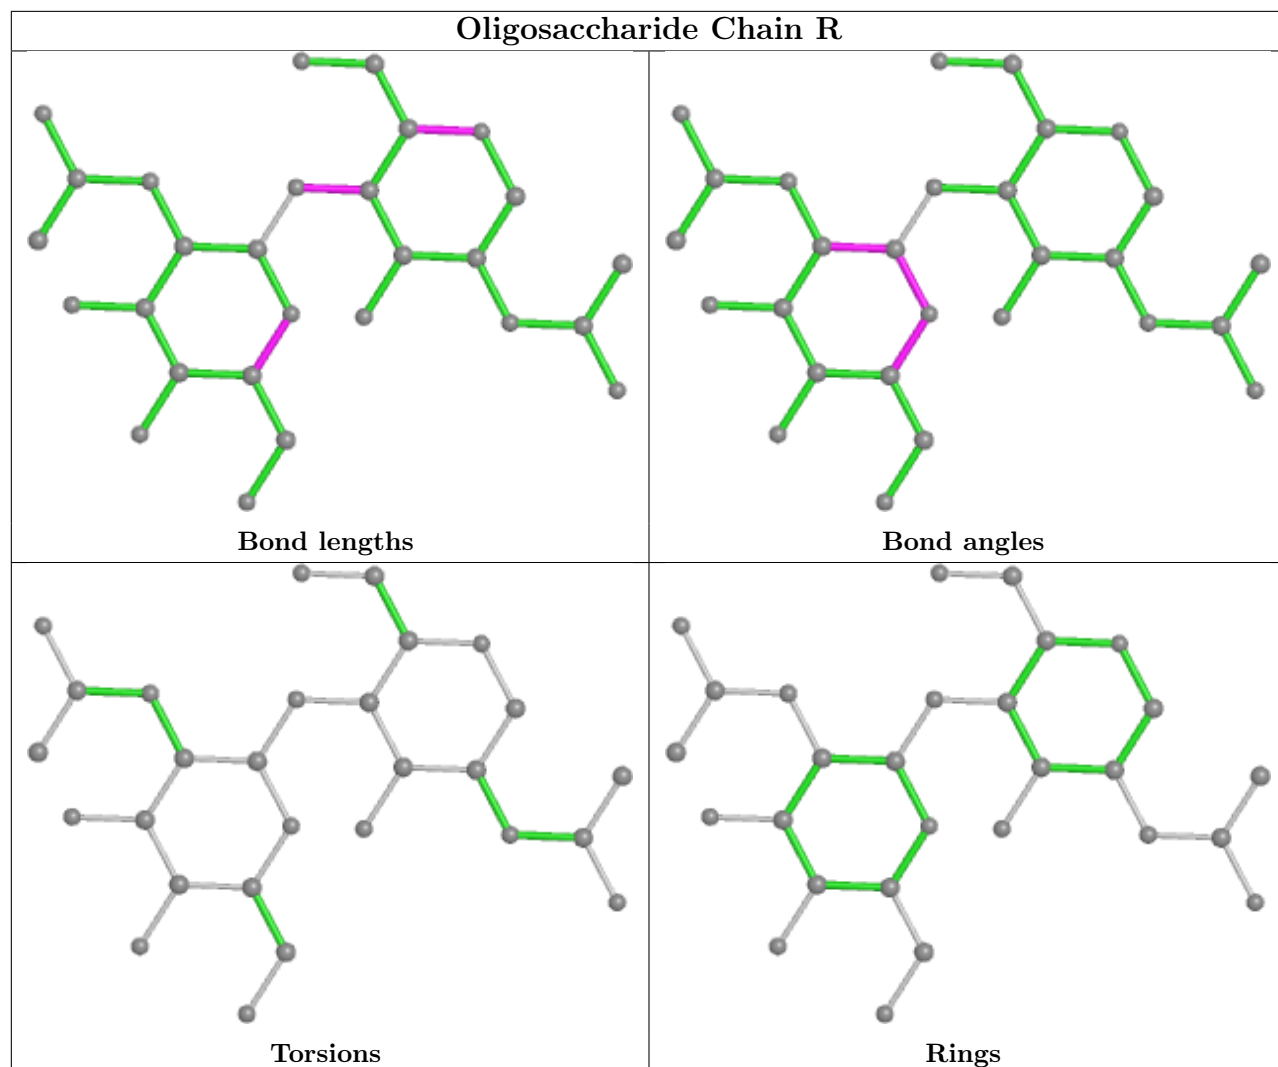 Oligosaccharide Chain R
Bond lengths
Bond angles
Torsions
Rings